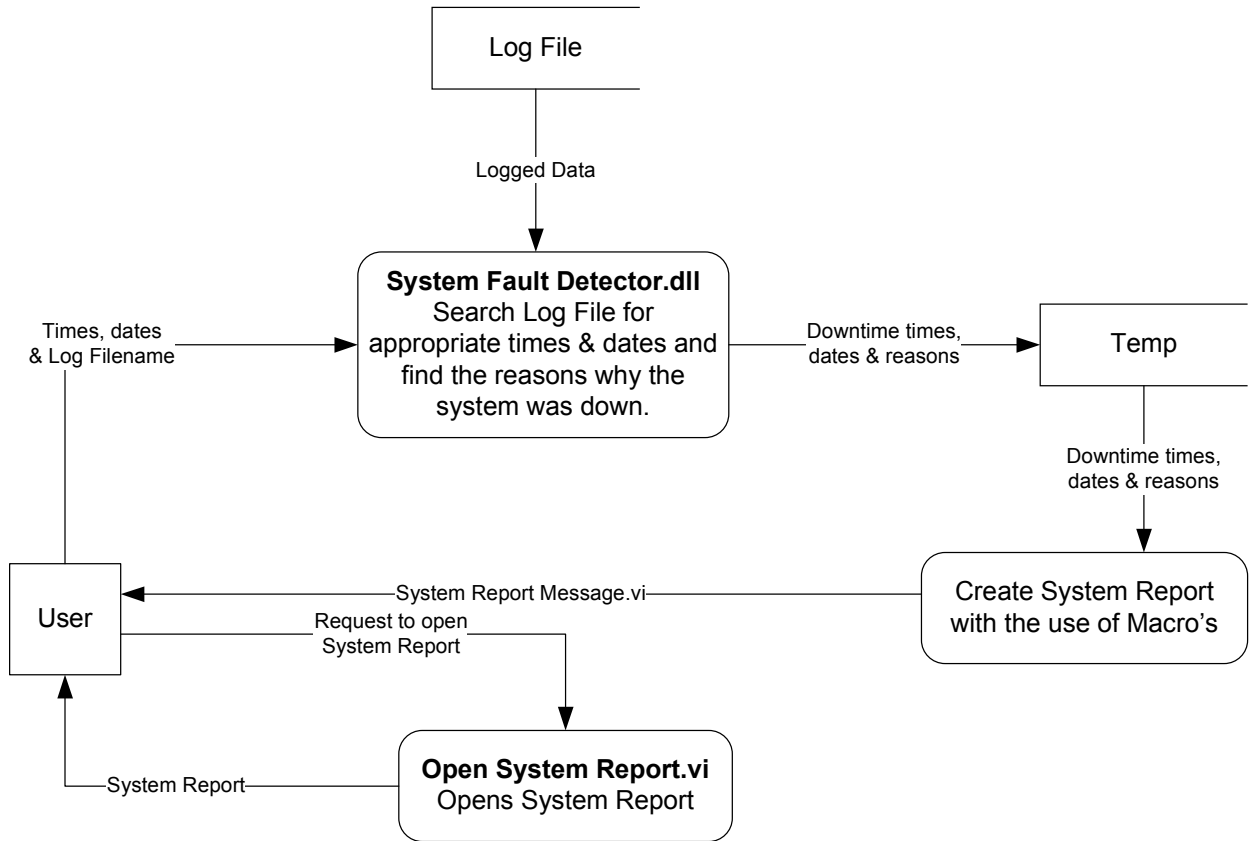 Log File
Logged Data
System Fault Detector.dll
Search Log File for
appropriate times & dates and
find the reasons why the
system was down.
Times, dates
& Log Filename
Downtime times,
dates & reasons
Temp
Downtime times,
dates & reasons
Create System Report
with the use of Macro's
System Report Message.vi
User
Request to open
System Report
Open System Report.vi
Opens System Report
System Report